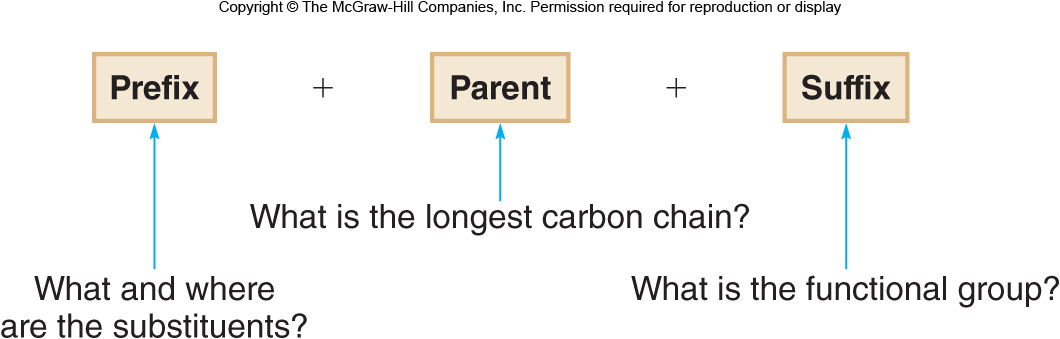 Copyright © The McGraw-Hill Companies, Inc. Permission required for reproduction or display
Prefix + Parent + Suffix
What is the longest carbon chain?
What and where
are the substituents?
What is the functional group?